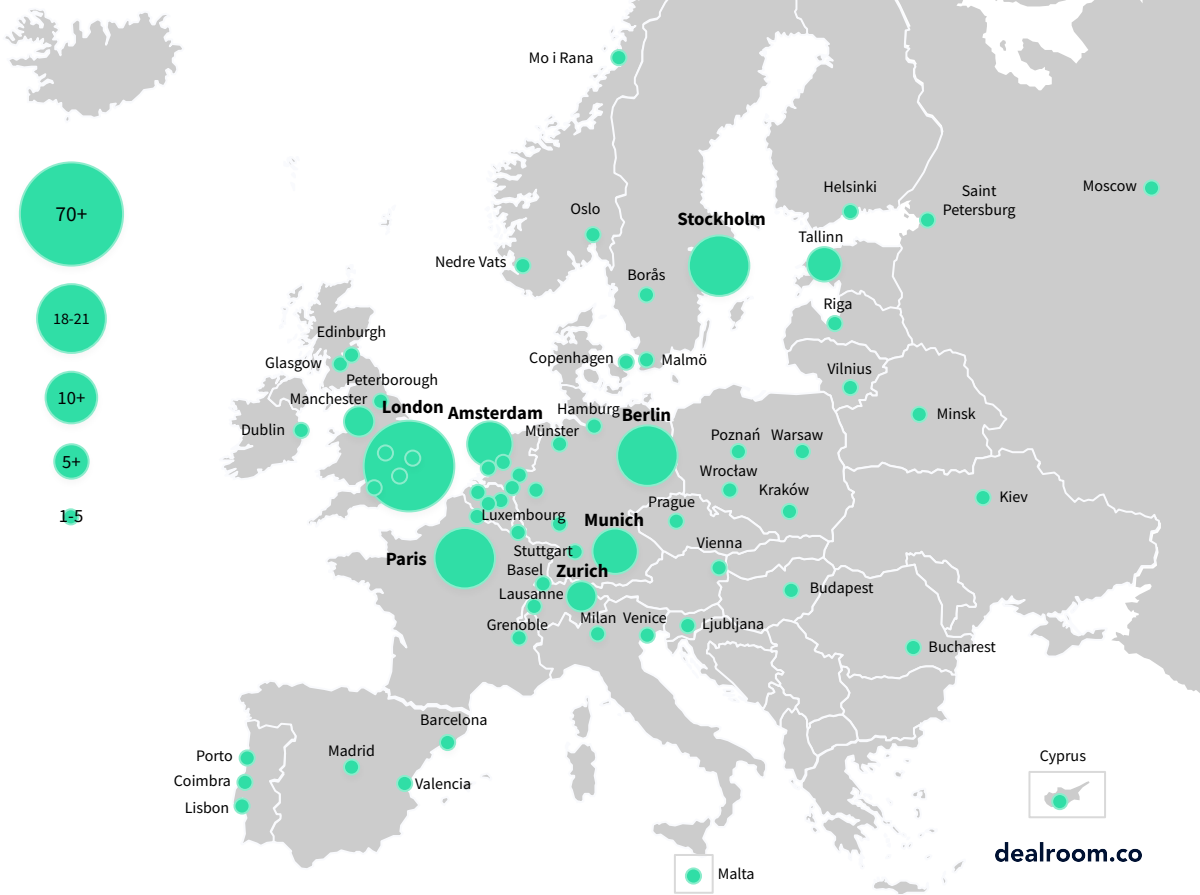 Mo i Rana
Helsinki
Moscow
Saint
Petersburg
70+
Oslo
Stockholm
Tallinn
Nedre Vats
Borås
Riga
18-21
Edinburgh
Glasgow
Copenhagen
Malmö
Vilnius
Peterborough
10+
Manchester
London
Amsterdam
Hamburg
Berlin
Minsk
Dublin
Münster
Poznań
Warsaw
5+
Wrocław
Kraków
Kiev
Prague
1-5
Luxembourg
Munich
Vienna
Paris
Stuttgart
Basel
Zurich
Budapest
Lausanne
Grenoble
Milan
Venice
Ljubljana
Bucharest
Barcelona
Porto
Madrid
Cyprus
Coimbra
Valencia
Lisbon
dealroom.co
Malta